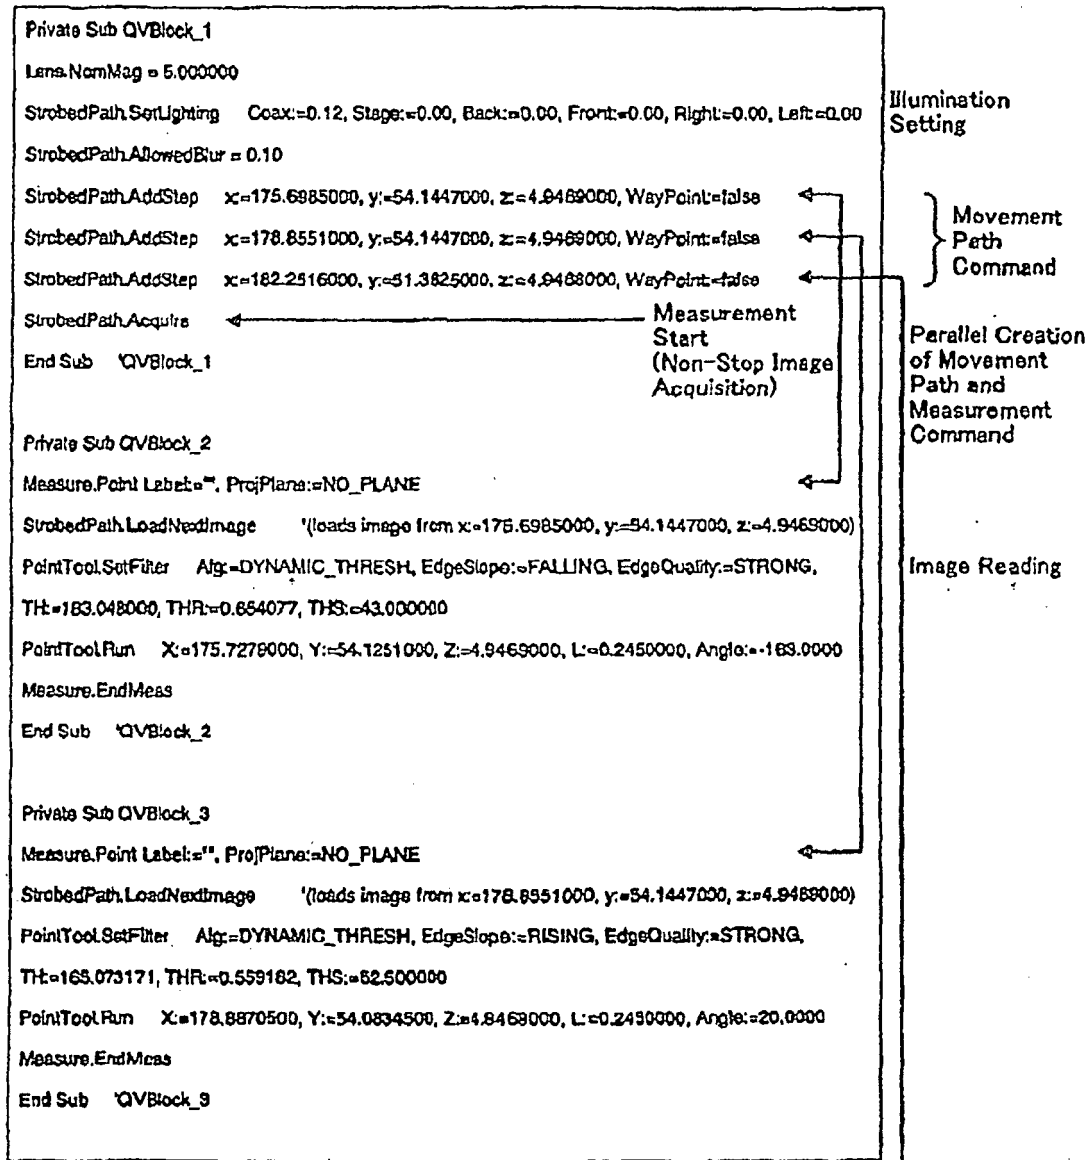 Private Sub QVBlock_1
Lens.NomMag = 5.000000
StrobedPath.SetLighting Coax:=0.12, Stage:=0.00, Back:=0.00, Front:=0.00, Right:=0.00, Left:=0.00
Illumination
Setting
StrobedPath.AllowedBlur = 0.10
StrobedPath.AddStep x:=175.6985000, y:=54.1447000, z:=4.9469000, WayPoint:=false
StrobedPath.AddStep x:=178.8551000, y:=54.1447000, z:=4.9469000, WayPoint:=false
StrobedPath.AddStep x:=182.2516000, y:=51.3625000, z:=4.9468000, WayPoint:=false
Movement
Path
Command
StrobedPath.Acquire
Measurement
Start
(Non-Stop Image
Acquisition)
End Sub 'QVBlock_1
Parallel Creation
of Movement
Path and
Measurement
Command
Private Sub QVBlock_2
Measure.Point Label:="", ProjPlane:=NO_PLANE
StrobedPath.LoadNextImage '(loads image from x:=175.6985000, y:=54.1447000, z:=4.9469000)
Image Reading
PointTool.SetFilter Alg:=DYNAMIC_THRESH, EdgeSlope:=FALLING, EdgeQuality:=STRONG,
TH:=183.048000, THR:=0.654077, THS:=43.000000
PointTool.Run X:=175.7279000, Y:=54.1251000, Z:=4.9469000, L:=0.2450000, Angle:=-163.0000
Measure.EndMeas
End Sub 'QVBlock_2
Private Sub QVBlock_3
Measure.Point Label:="", ProjPlane:=NO_PLANE
StrobedPath.LoadNextImage '(loads image from x:=178.8551000, y:=54.1447000, z:=4.9469000)
PointTool.SetFilter Alg:=DYNAMIC_THRESH, EdgeSlope:=RISING, EdgeQuality:=STRONG,
TH:=165.073171, THR:=0.559182, THS:=52.500000
PointTool.Run X:=178.8870500, Y:=54.0834500, Z:=4.9469000, L:=0.2450000, Angle:=20.0000
Measure.EndMeas
End Sub 'QVBlock_3